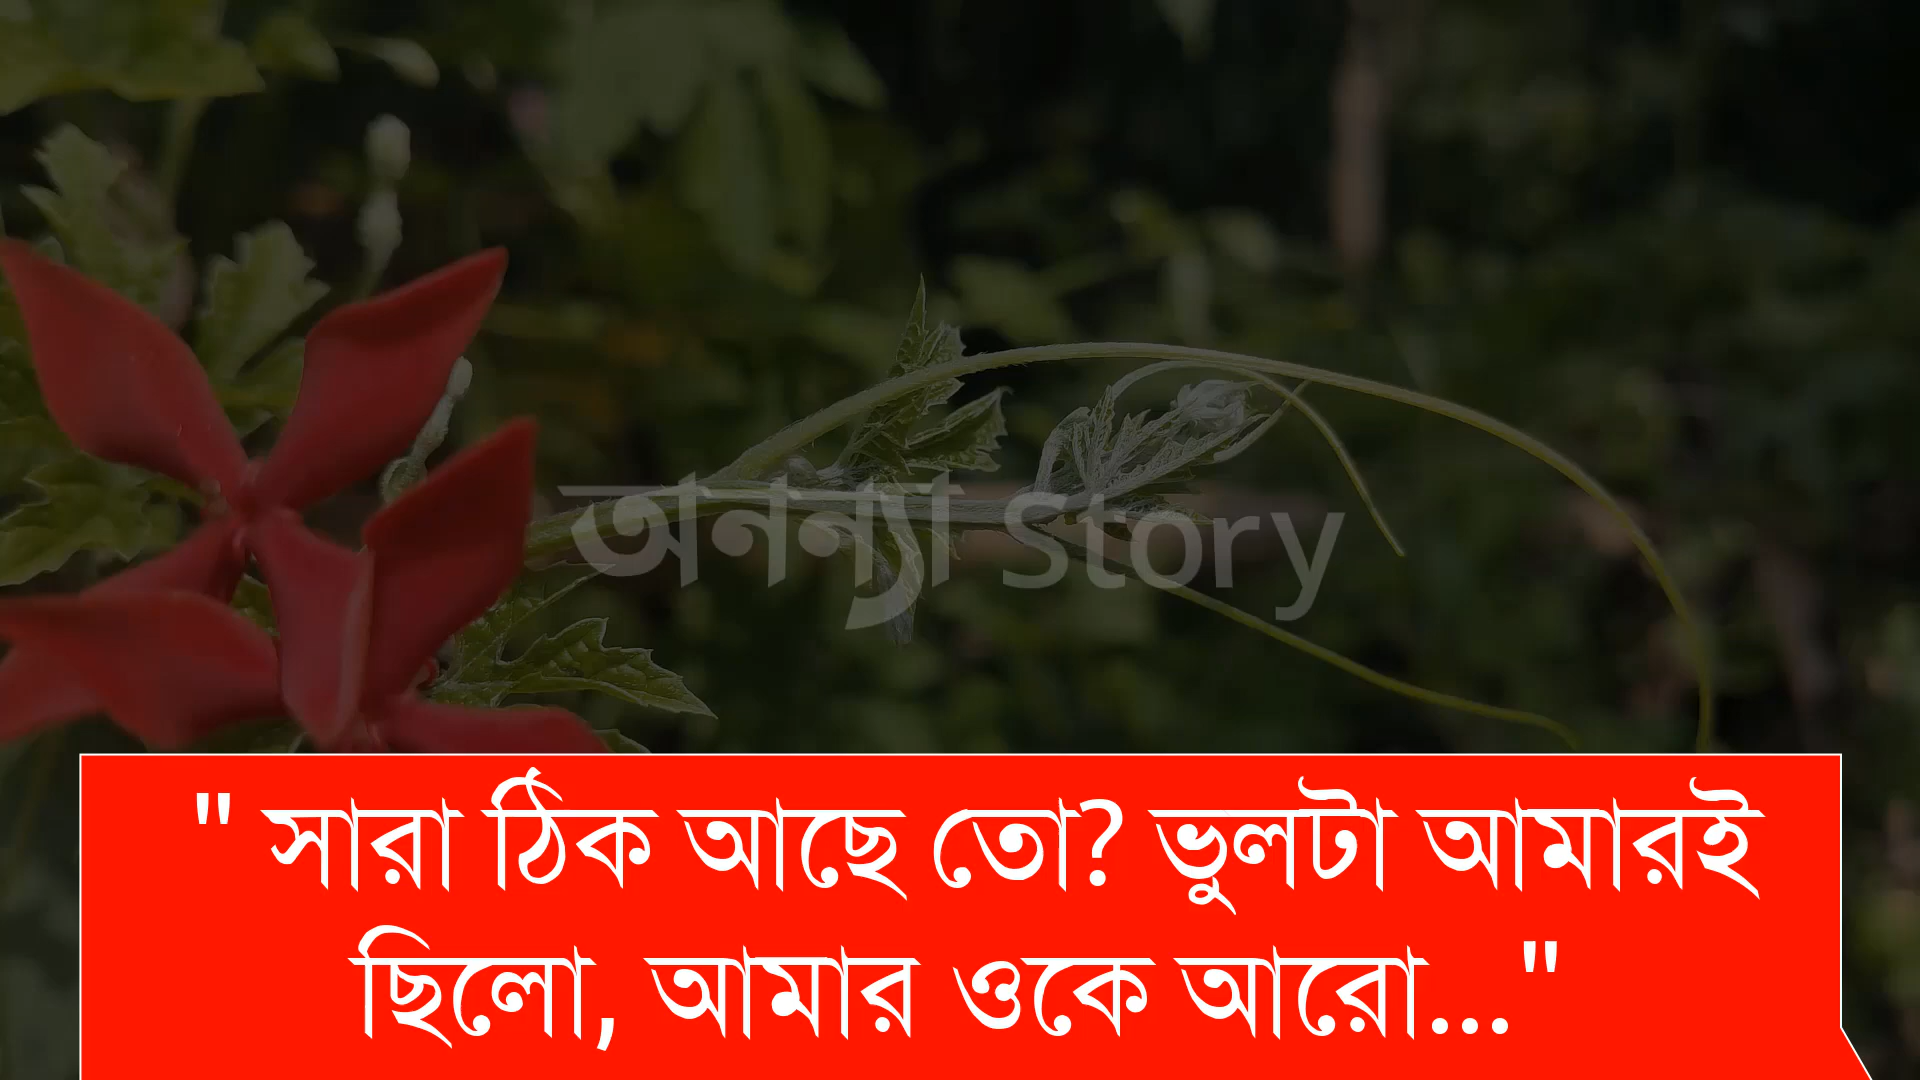 অনন্যা Story
" সারা ঠিক আছে তো? ভুলটা আমারই
ছিলো, আমার ওকে আরো..."